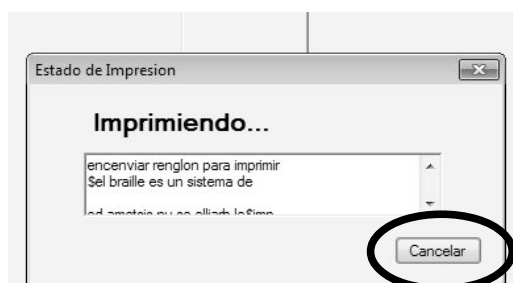 Estado de Impresion
Imprimiendo...
encenviar renglon para imprimir
$el braille es un sistema de
Cancelar